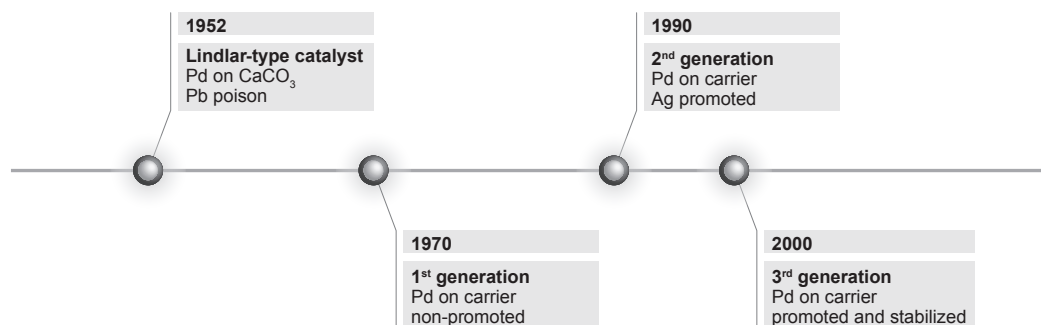 1952
Lindlar-type catalyst
Pd on CaCO₃
Pb poison
1970
1st generation
Pd on carrier
non-promoted
1990
2nd generation
Pd on carrier
Ag promoted
2000
3rd generation
Pd on carrier
promoted and stabilized